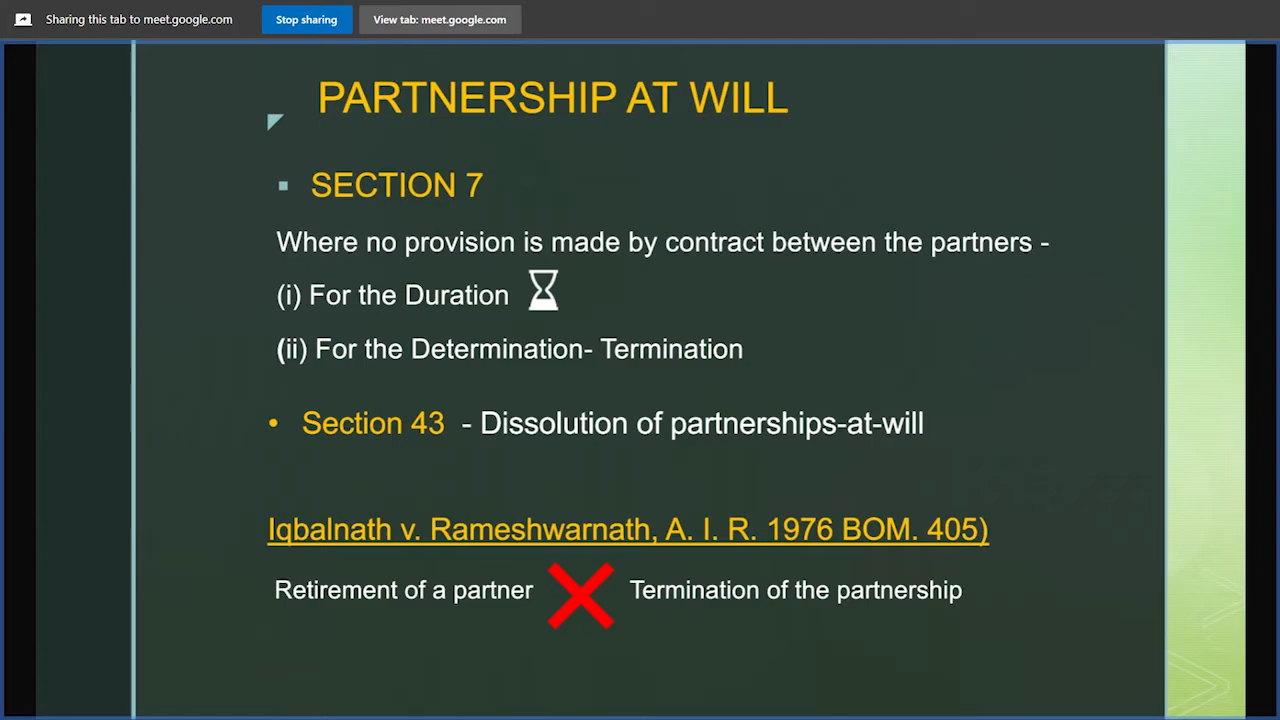 Sharing this tab to meet.google.com
Stop sharing
View tab: meet.google.com
PARTNERSHIP AT WILL
SECTION 7
Where no provision is made by contract between the partners -
(i) For the Duration
(ii) For the Determination- Termination
• Section 43 - Dissolution of partnerships-at-will
Iqbalnath v. Rameshwarnath, A. I. R. 1976 BOM. 405)
Retirement of a partner
Termination of the partnership